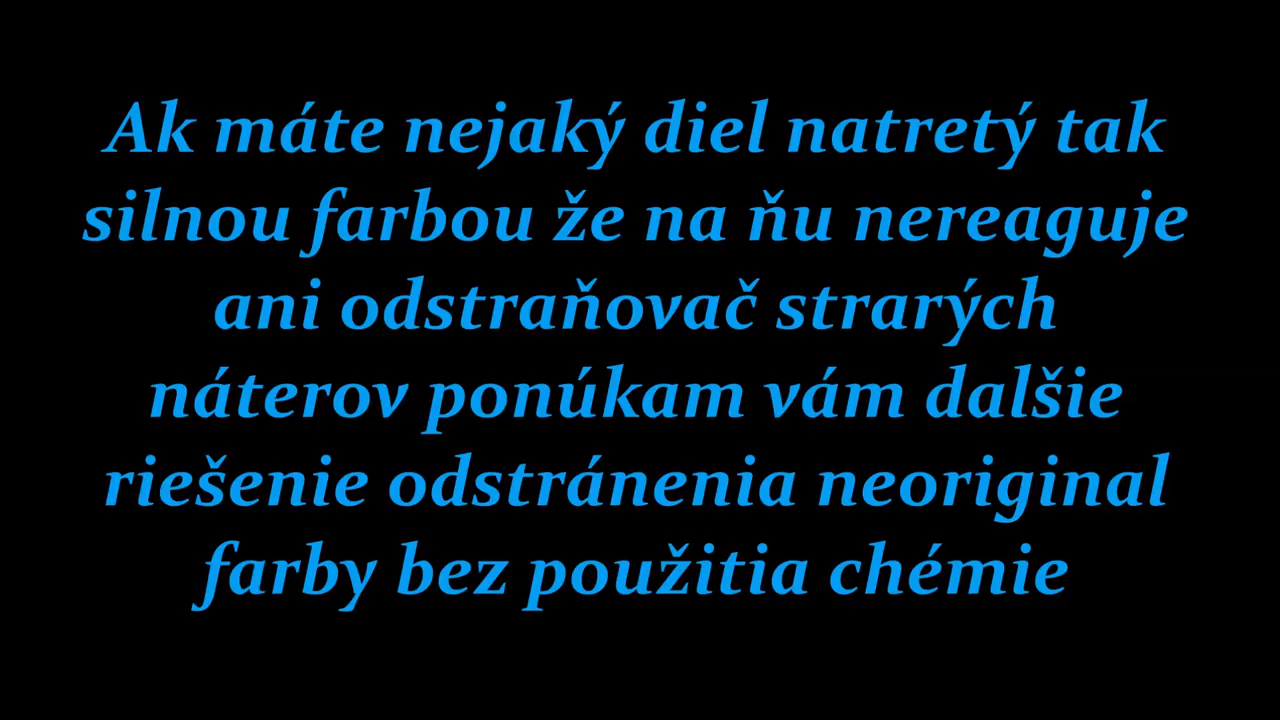 Ak máte nejaký diel natretý tak
silnou farbou že na ňu nereaguje
ani odstraňovač strarých
náterov ponúkam vám dalšie
riešenie odstránenia neoriginal
farby bez použitia chémie